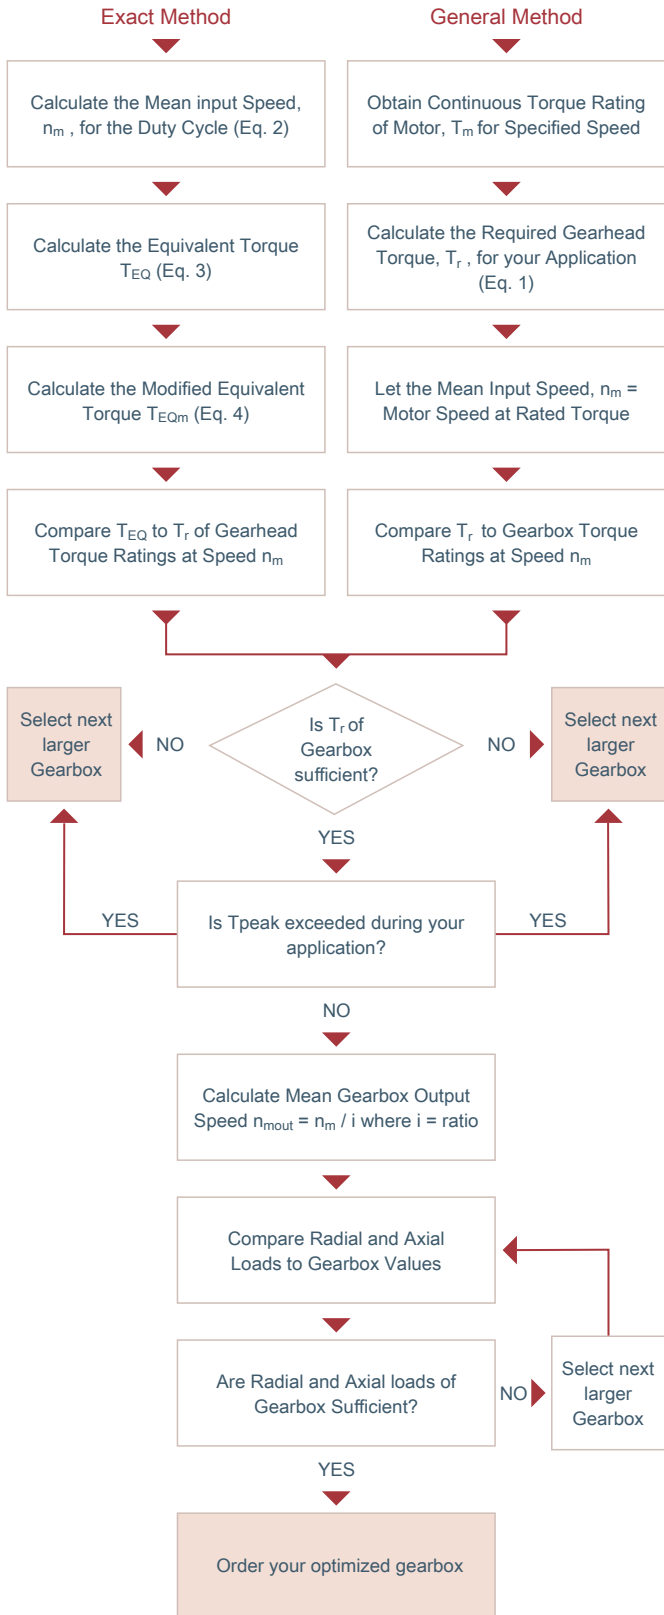 Exact Method
General Method
Calculate the Mean input Speed,
nm , for the Duty Cycle (Eq. 2)
Obtain Continuous Torque Rating
of Motor, Tm for Specified Speed
Calculate the Equivalent Torque
TEQ (Eq. 3)
Calculate the Required Gearhead
Torque, Tr , for your Application
(Eq. 1)
Calculate the Modified Equivalent
Torque TEQm (Eq. 4)
Let the Mean Input Speed, nm =
Motor Speed at Rated Torque
Compare TEQ to Tr of Gearhead
Torque Ratings at Speed nm
Compare Tr to Gearbox Torque
Ratings at Speed nm
Select next
larger
Gearbox
NO
Is Tr of
Gearbox
sufficient?
NO
Select next
larger
Gearbox
YES
YES
Is Tpeak exceeded during your
application?
YES
NO
Calculate Mean Gearbox Output
Speed nmout = nm / i where i = ratio
Compare Radial and Axial
Loads to Gearbox Values
Are Radial and Axial loads of
Gearbox Sufficient?
NO
Select next
larger
Gearbox
YES
Order your optimized gearbox